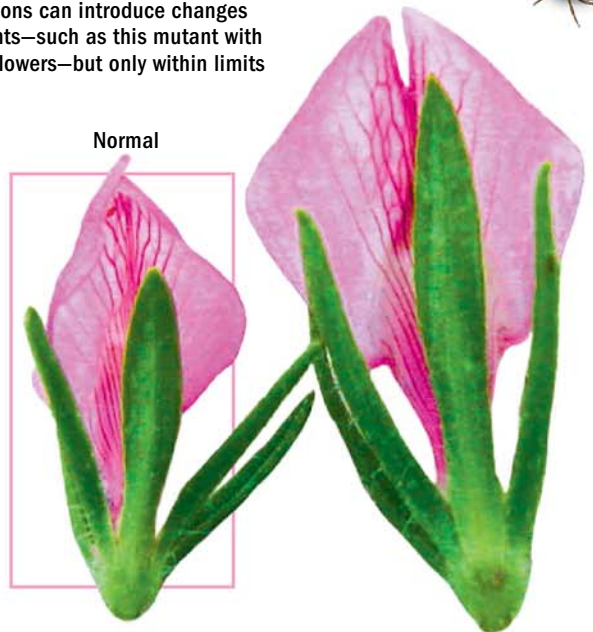 ons can introduce changes
nts—such as this mutant with
lowers—but only within limits
Normal